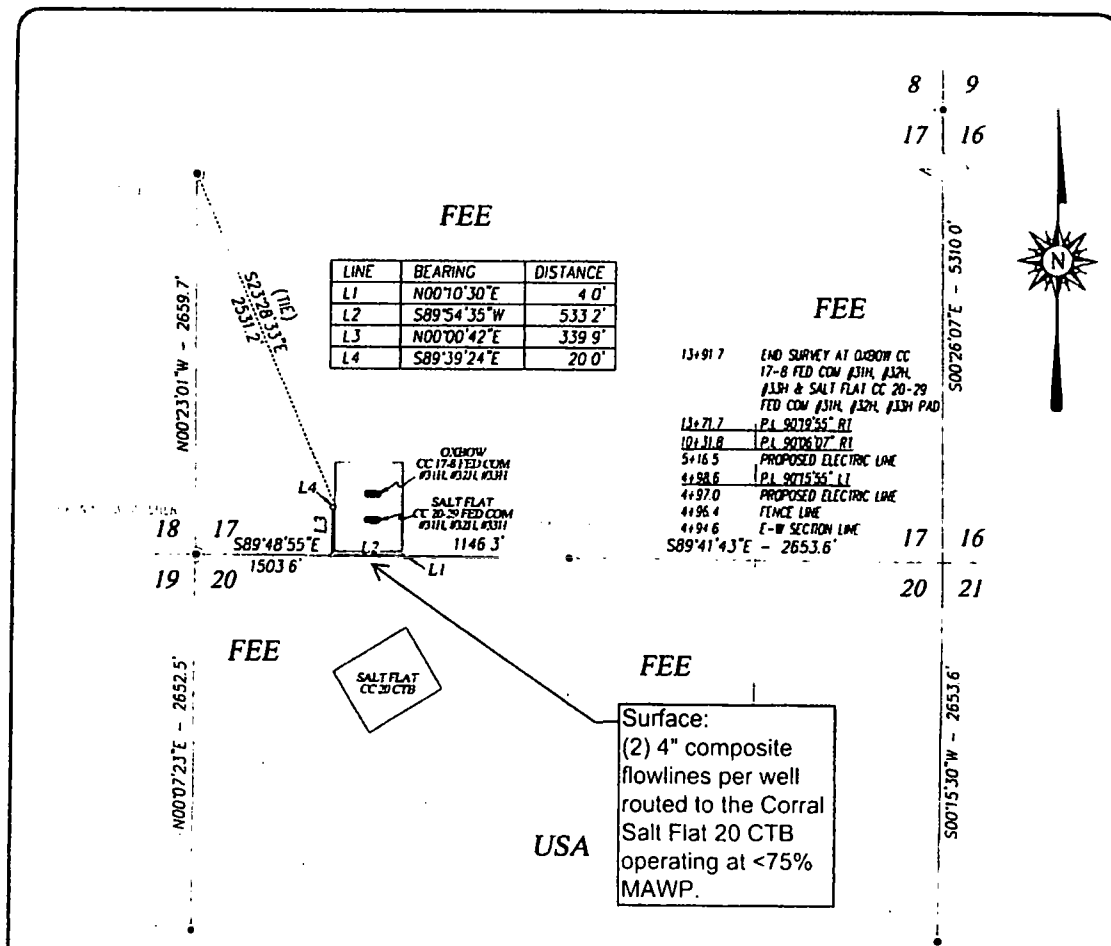 8 9
17 16
FEE
LINE BEARING DISTANCE
L1 N00°10'30"E 4 0'
L2 S89°54'35"W 533 2'
L3 N00°00'42"E 339 9'
L4 S89°39'24"E 20 0'
(TIE)
S23°28'33"E
2531.2'
N00°23'01"W - 2659.7'
FEE
N
S00°26'07"E - 5310 0'
13+91 7 END SURVEY AT OXBOW CC
17-8 FED COM #31H, #32H,
#33H & SALT FLAT CC 20-29
FED COM #31H, #32H, #33H PAD
13+71.7 P.I. 90°19'55" RT
10+31.8 P.I. 90°06'07" RT
5+16 5 PROPOSED ELECTRIC LINE
4+98.6 P.I. 90°15'55" LT
4+97.0 PROPOSED ELECTRIC LINE
4+96.4 FENCE LINE
4+94 6 E-W SECTION LINE
OXBOW
CC 17-8 FED COM
#31H, #32H, #33H
SALT FLAT
CC 20-29 FED COM
#31H, #32H, #33H
L4
L3
L2
L1
18 17
S89°48'55"E
1146 3'
S89°41'43"E - 2653.6'
17 16
19 20
1503 6'
20 21
FEE
N00°07'23"E - 2652.5'
SALT FLAT
CC 20 CTB
FEE
S00°15'30"W - 2653.6'
USA
Surface:
(2) 4" composite
flowlines per well
routed to the Corral
Salt Flat 20 CTB
operating at <75%
MAWP.